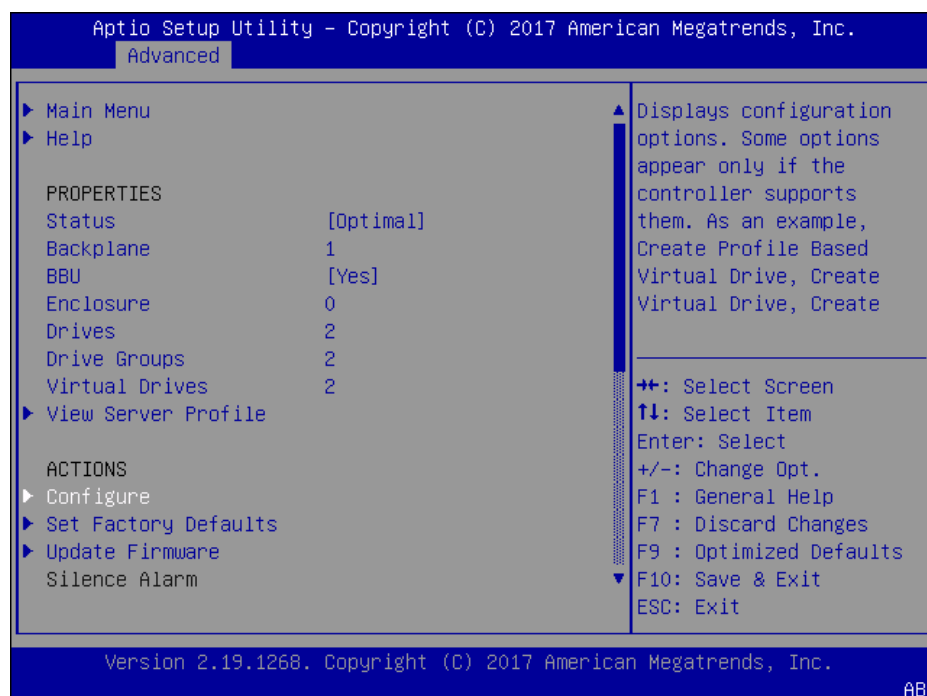 Aptio Setup Utility – Copyright (C) 2017 American Megatrends, Inc.
Advanced
Main Menu
Help
PROPERTIES
Status [Optimal]
Backplane 1
BBU [Yes]
Enclosure 0
Drives 2
Drive Groups 2
Virtual Drives 2
View Server Profile
ACTIONS
Configure
Set Factory Defaults
Update Firmware
Silence Alarm
Displays configuration
options. Some options
appear only if the
controller supports
them. As an example,
Create Profile Based
Virtual Drive, Create
Virtual Drive, Create
→←: Select Screen
↑↓: Select Item
Enter: Select
+/-: Change Opt.
F1 : General Help
F7 : Discard Changes
F9 : Optimized Defaults
F10: Save & Exit
ESC: Exit
Version 2.19.1268. Copyright (C) 2017 American Megatrends, Inc.
AB